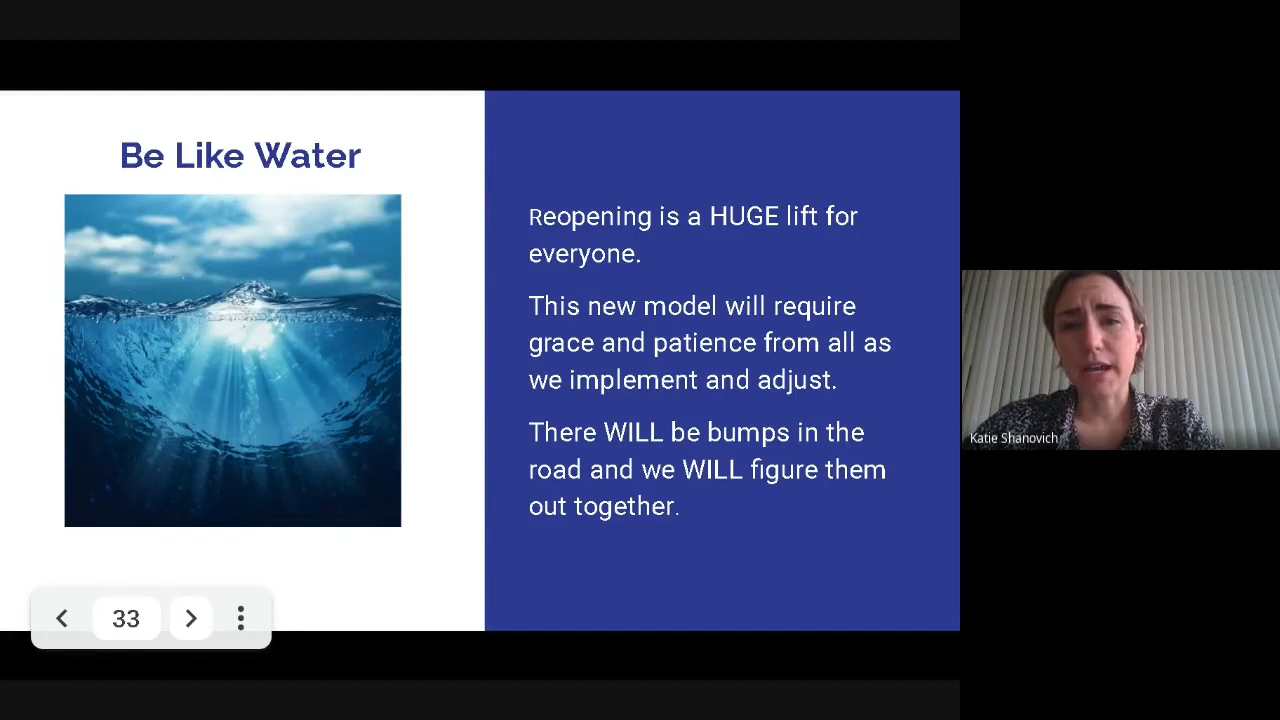 Be Like Water
Reopening is a HUGE lift for
everyone.
This new model will require
grace and patience from all as
we implement and adjust.
There WILL be bumps in the
road and we WILL figure them
out together.
33
Katie Shanovich